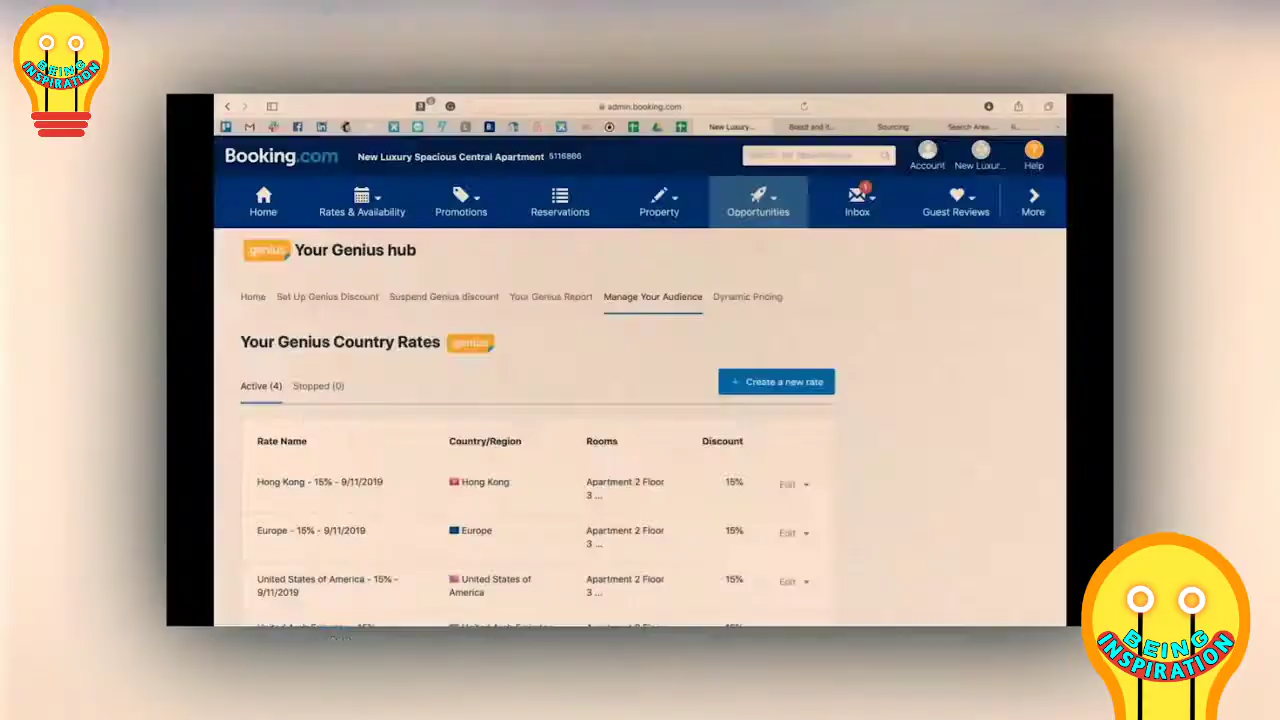 BEING
INSPIRATION
admin.booking.com
New Luxury...
Sourcing
Search Area...
Booking.com
New Luxury Spacious Central Apartment 5116866
Account
New Luxur...
Help
Home
Rates & Availability
Promotions
Reservations
Property
Opportunities
1
Inbox
Guest Reviews
More
genius Your Genius hub
Home
Set Up Genius Discount
Suspend Genius discount
Your Genius Report
Manage Your Audience
Dynamic Pricing
Your Genius Country Rates genius
Active (4)
Stopped (0)
+ Create a new rate
Rate Name
Country/Region
Rooms
Discount
Hong Kong - 15% - 9/11/2019
Hong Kong
Apartment 2 Floor
3 ...
15%
Edit
Europe - 15% - 9/11/2019
Europe
Apartment 2 Floor
3 ...
15%
Edit
United States of America - 15% -
9/11/2019
United States of
America
Apartment 2 Floor
3 ...
15%
Edit
BEING
INSPIRATION